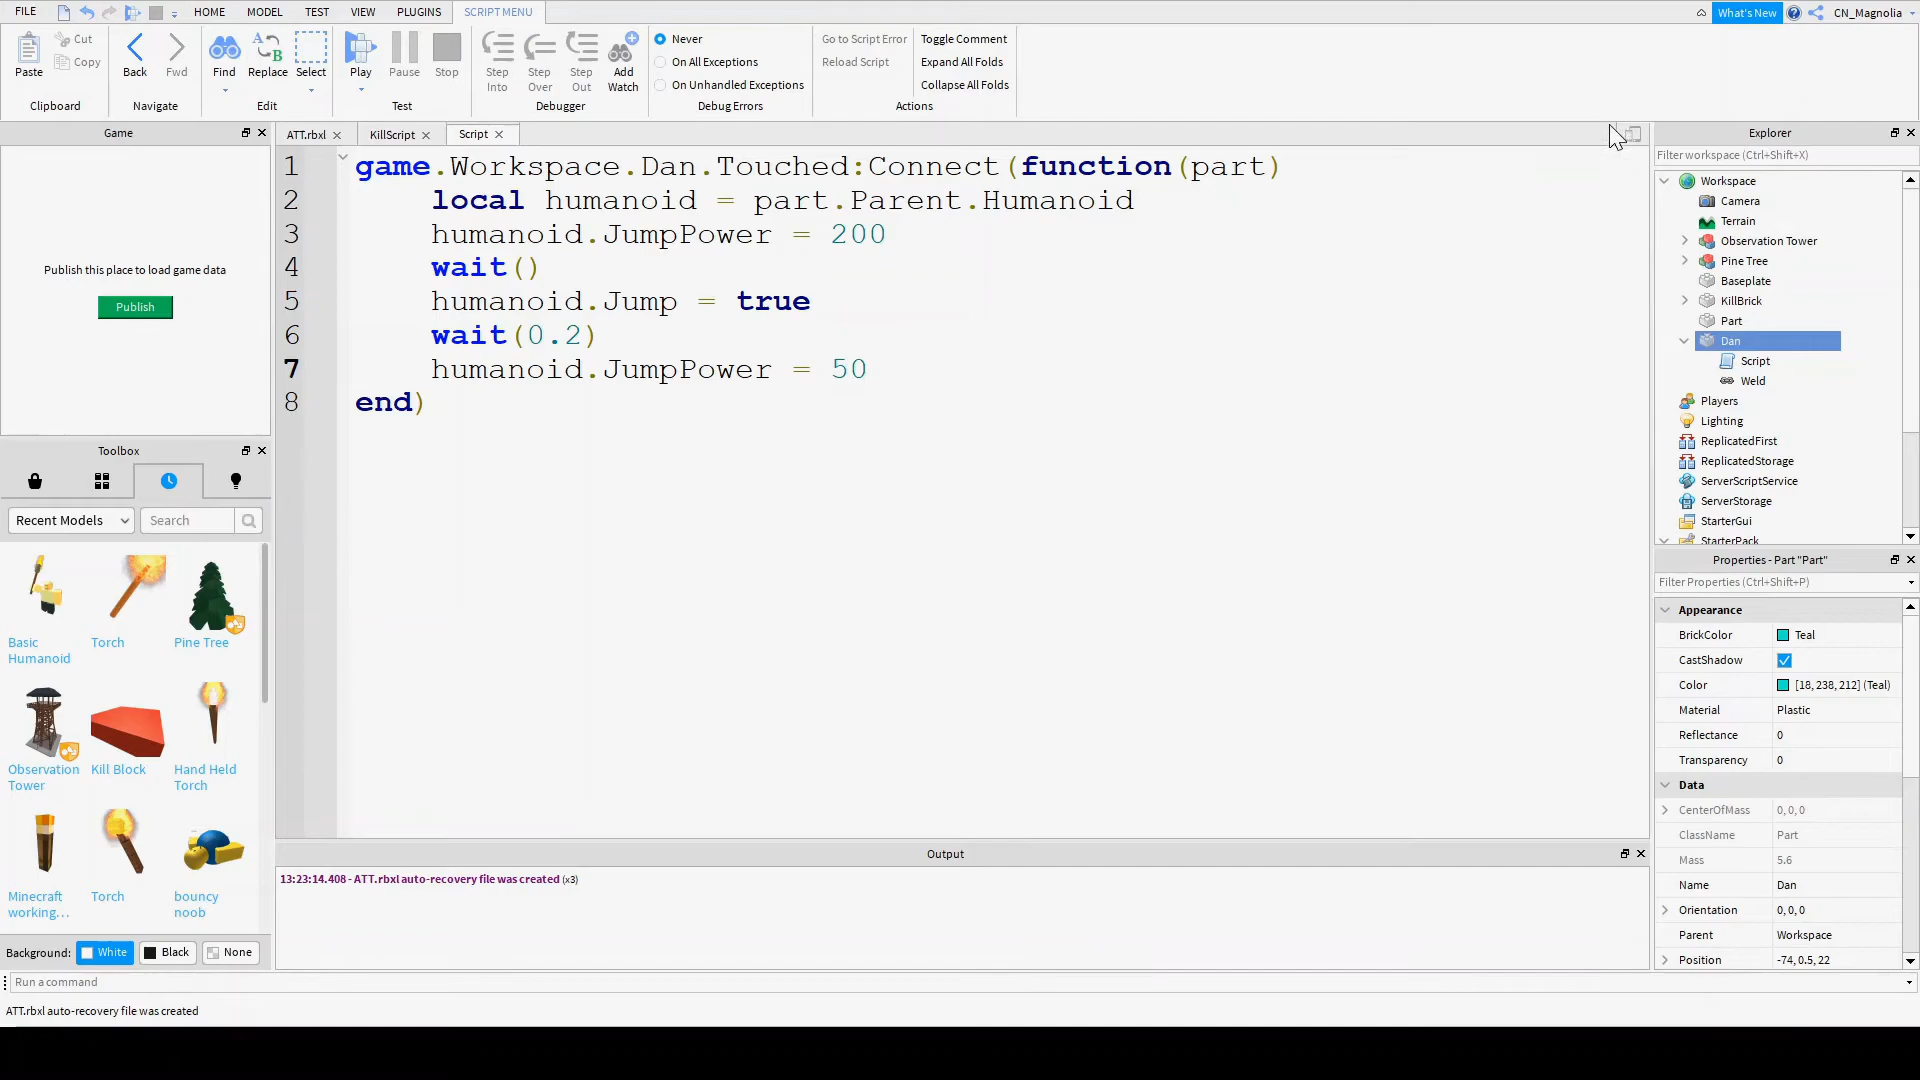 FILE HOME MODEL TEST VIEW PLUGINS SCRIPT MENU What's New CN_Magnolia
Paste Cut Copy Clipboard
Back Fwd Navigate
Find Replace Select Edit
Play Pause Stop Test
Step Into Step Over Step Out Add Watch Debugger
Never
On All Exceptions
On Unhandled Exceptions
Debug Errors
Go to Script Error
Reload Script
Toggle Comment
Expand All Folds
Collapse All Folds
Actions
Game
Publish this place to load game data
Publish
Toolbox
Recent Models Search
Basic Humanoid
Torch
Pine Tree
Observation Tower
Kill Block
Hand Held Torch
Minecraft working...
Torch
bouncy noob
Background: White Black None
ATT.rbxl KillScript Script
1 game.Workspace.Dan.Touched:Connect(function(part)
2 local humanoid = part.Parent.Humanoid
3 humanoid.JumpPower = 200
4 wait()
5 humanoid.Jump = true
6 wait(0.2)
7 humanoid.JumpPower = 50
8 end)
Output
13:23:14.408 - ATT.rbxl auto-recovery file was created (x3)
Explorer
Filter workspace (Ctrl+Shift+X)
Workspace
Camera
Terrain
Observation Tower
Pine Tree
Baseplate
KillBrick
Part
Dan
Script
Weld
Players
Lighting
ReplicatedFirst
ReplicatedStorage
ServerScriptService
ServerStorage
StarterGui
StarterPack
Properties - Part "Part"
Filter Properties (Ctrl+Shift+P)
Appearance
BrickColor Teal
CastShadow
Color [18, 238, 212] (Teal)
Material Plastic
Reflectance 0
Transparency 0
Data
CenterOfMass 0, 0, 0
ClassName Part
Mass 5.6
Name Dan
Orientation 0, 0, 0
Parent Workspace
Position -74, 0.5, 22
Run a command
ATT.rbxl auto-recovery file was created